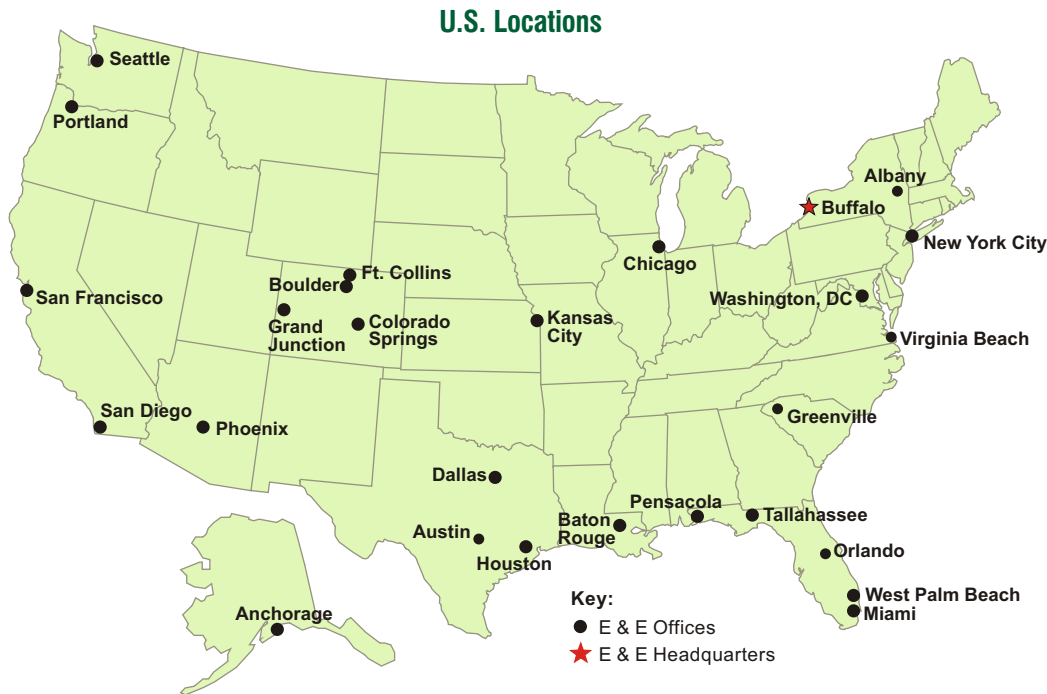 U.S. Locations
Seattle
Portland
Albany
Buffalo
New York City
Chicago
Ft. Collins
Boulder
San Francisco
Washington, DC
Grand
Junction
Colorado
Springs
Kansas
City
Virginia Beach
San Diego
Phoenix
Greenville
Dallas
Pensacola
Tallahassee
Baton
Rouge
Austin
Houston
Orlando
West Palm Beach
Miami
Anchorage
Key:
E & E Offices
E & E Headquarters